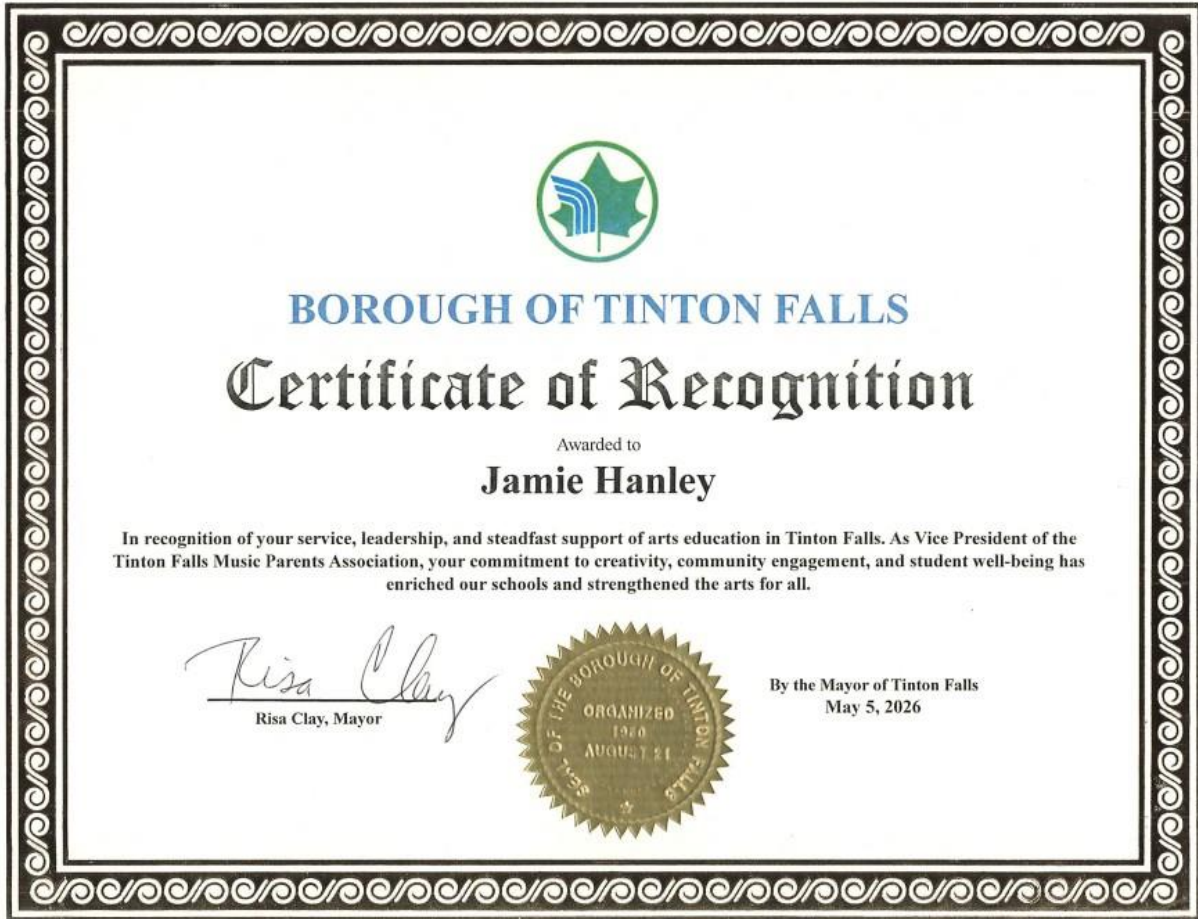 BOROUGH OF TINTON FALLS
Certificate of Recognition
Awarded to
Jamie Hanley
In recognition of your service, leadership, and steadfast support of arts education in Tinton Falls. As Vice President of the
Tinton Falls Music Parents Association, your commitment to creativity, community engagement, and student well-being has
enriched our schools and strengthened the arts for all.
Risa Clay
Risa Clay, Mayor
SEAL OF THE BOROUGH OF TINTON FALLS
ORGANIZED
AUGUST
By the Mayor of Tinton Falls
May 5, 2026